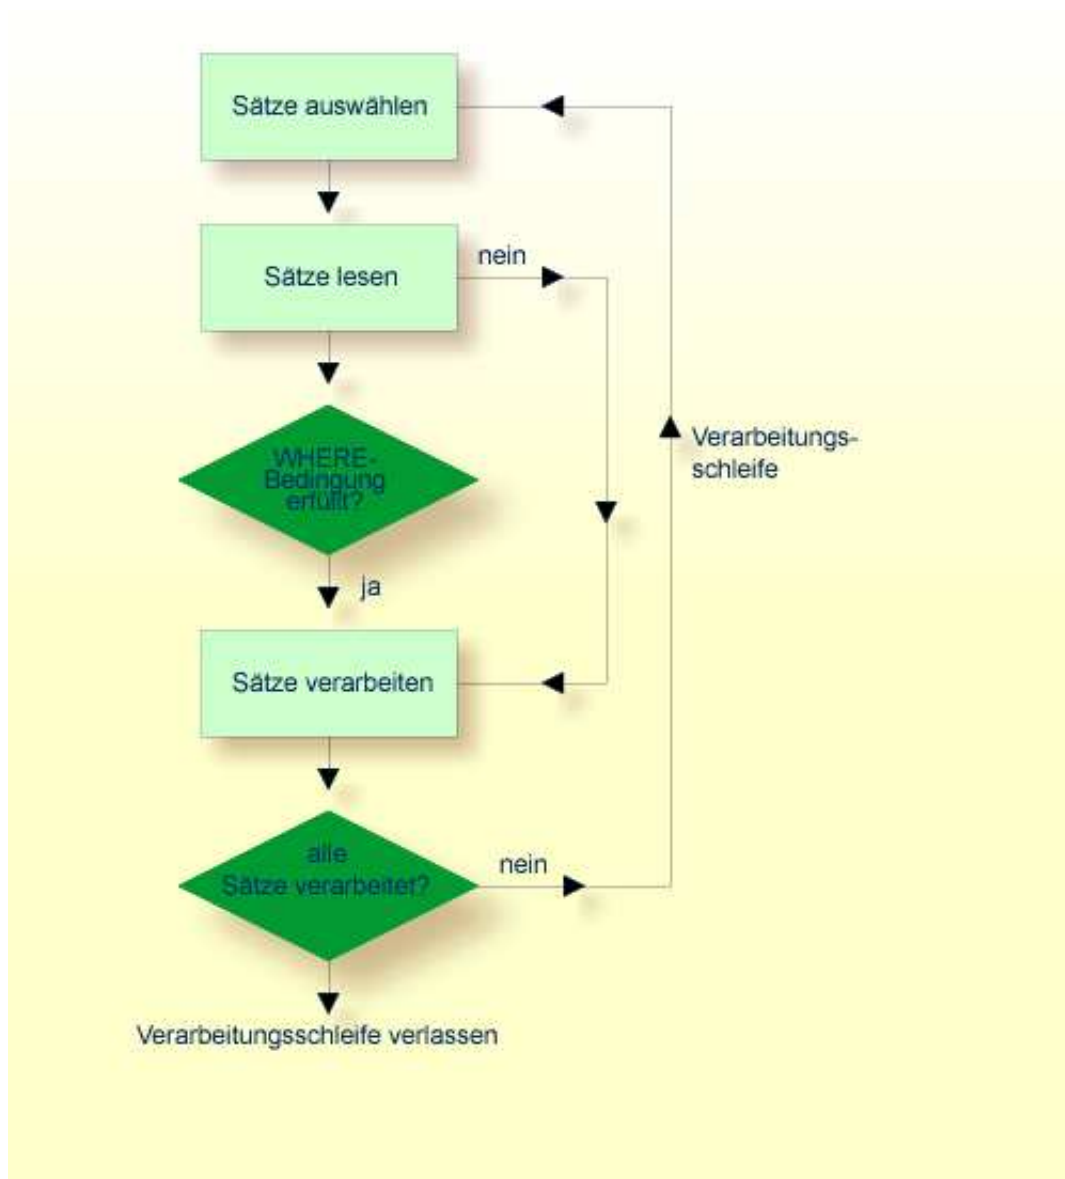 Sätze auswählen
nein
Sätze lesen
WHERE-
Bedingung
erfüllt?
Verarbeitungs-
schleife
ja
Sätze verarbeiten
alle
Sätze verarbeitet?
nein
Verarbeitungsschleife verlassen